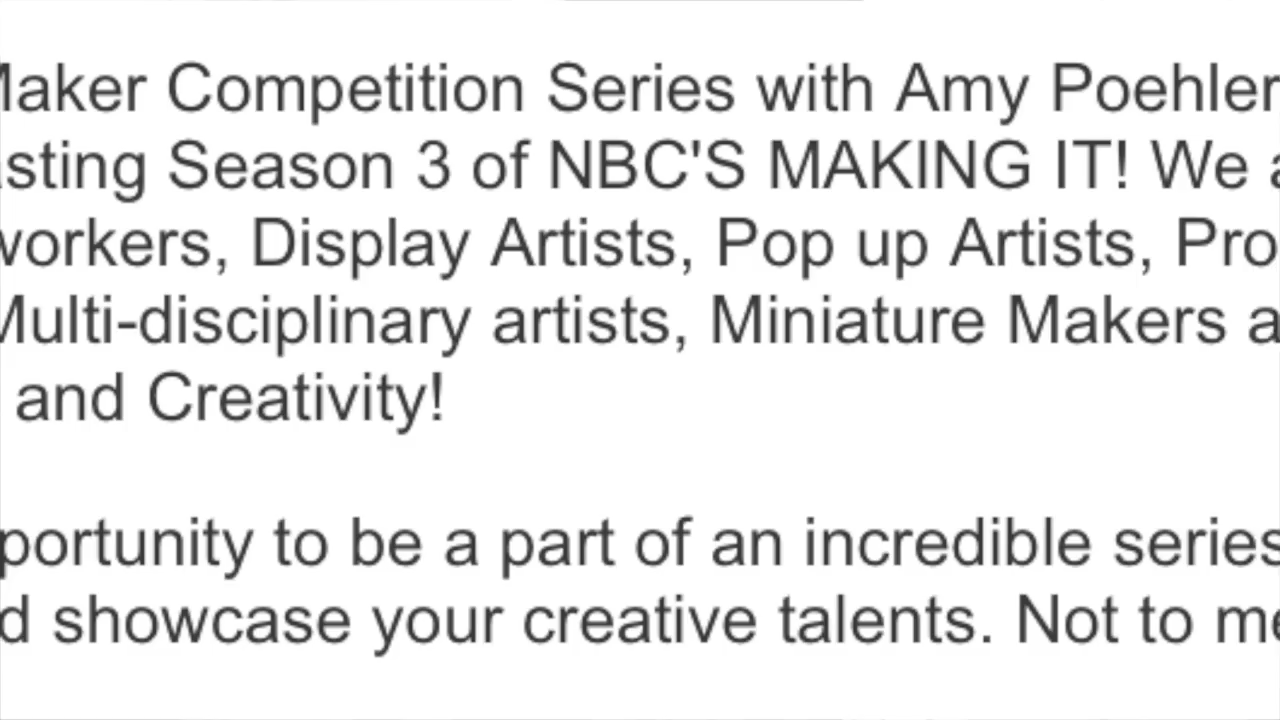 Maker Competition Series with Amy Poehler
asting Season 3 of NBC'S MAKING IT! We a
workers, Display Artists, Pop up Artists, Pro
Multi-disciplinary artists, Miniature Makers a
and Creativity!
portunity to be a part of an incredible series
d showcase your creative talents. Not to me